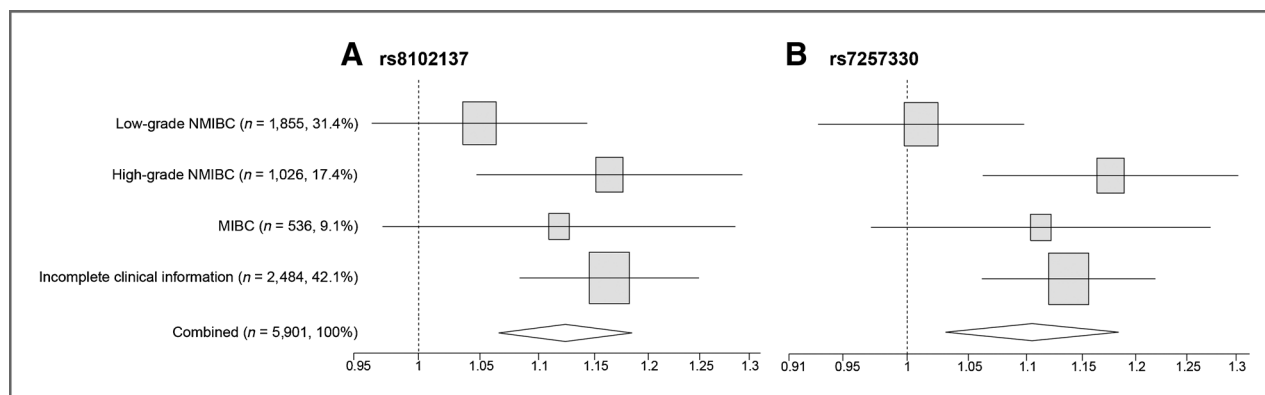 A rs8102137
B rs7257330
Low-grade NMIBC (n = 1,855, 31.4%)
High-grade NMIBC (n = 1,026, 17.4%)
MIBC (n = 536, 9.1%)
Incomplete clinical information (n = 2,484, 42.1%)
Combined (n = 5,901, 100%)
0.95 1 1.05 1.1 1.15 1.2 1.25 1.3
0.91 0.95 1 1.05 1.1 1.15 1.2 1.25 1.3